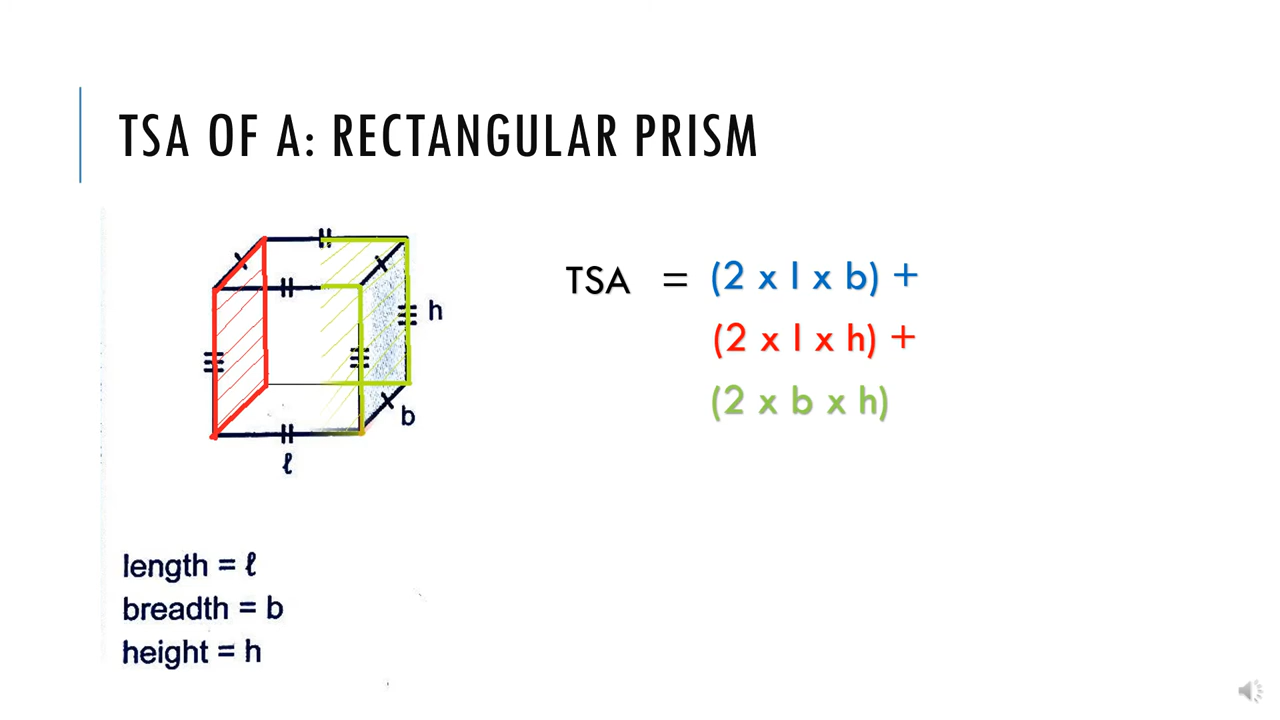 TSA OF A: RECTANGULAR PRISM
TSA = (2 x l x b) +
(2 x l x h) +
(2 x b x h)
h
b
ℓ
length = ℓ
breadth = b
height = h